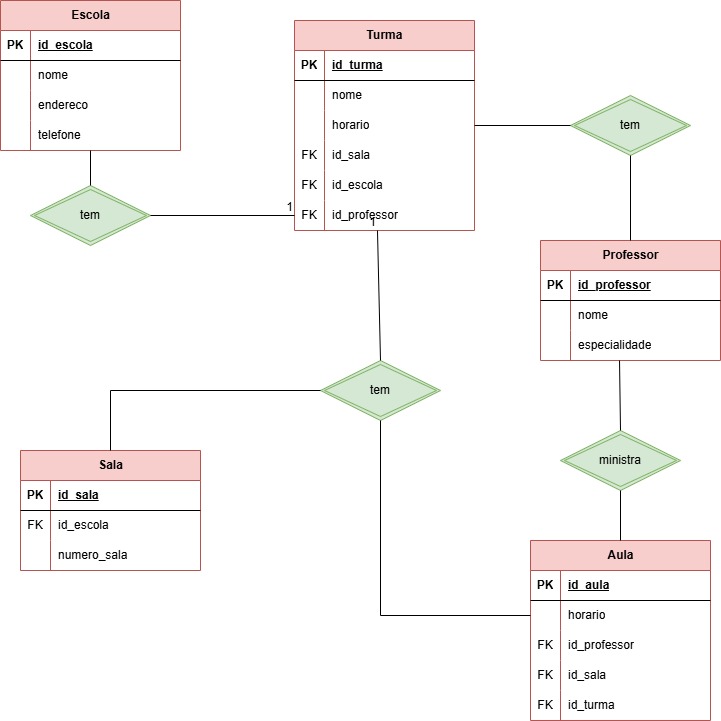 Escola
PK id_escola
nome
endereco
telefone
Turma
PK id_turma
nome
horario
FK id_sala
FK id_escola
FK id_professor
tem
tem
1
1
Professor
PK id_professor
nome
especialidade
tem
ministra
Sala
PK id_sala
FK id_escola
numero_sala
Aula
PK id_aula
horario
FK id_professor
FK id_sala
FK id_turma